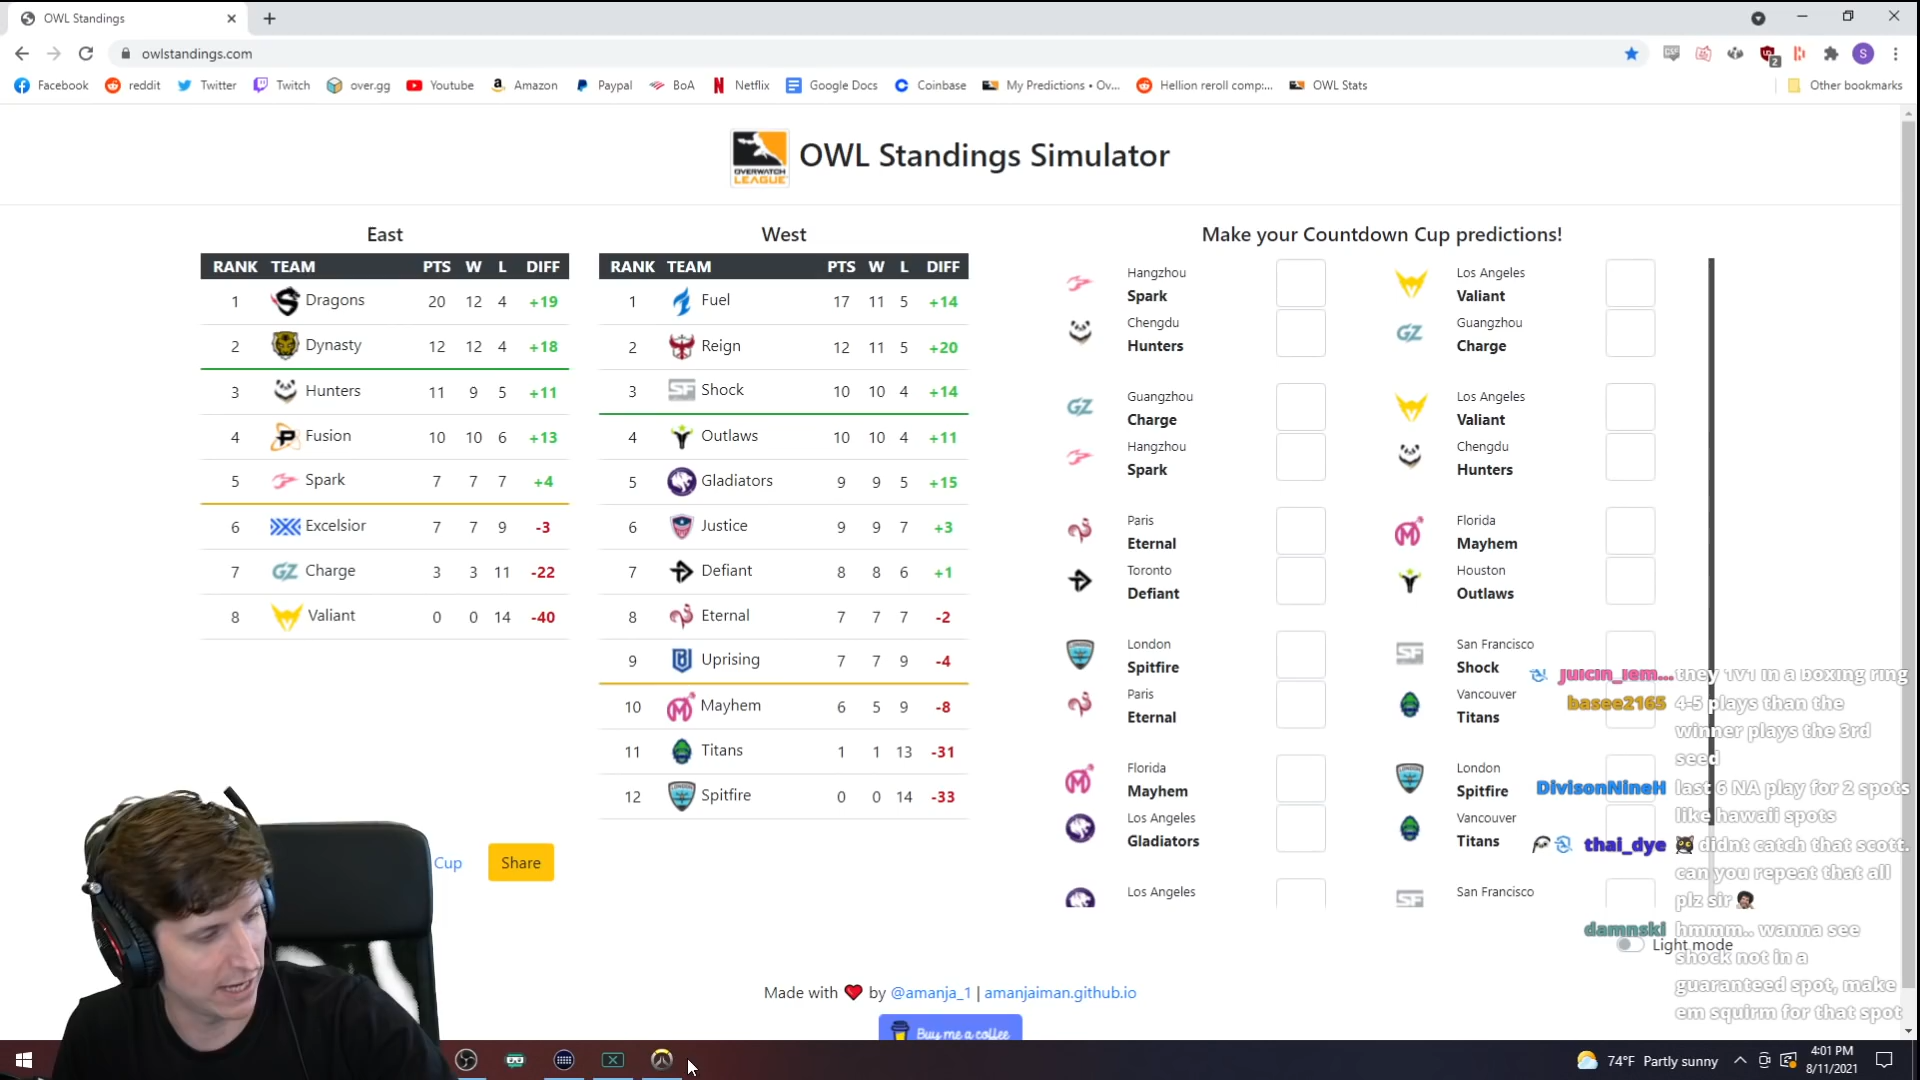 OWL Standings
owlstandings.com
Facebook reddit Twitter Twitch over.gg Youtube Amazon Paypal BoA Netflix Google Docs Coinbase My Predictions • Ov... Hellion reroll comp:... OWL Stats Other bookmarks
OVERWATCH LEAGUE
OWL Standings Simulator
East
RANK TEAM PTS W L DIFF
1 Dragons 20 12 4 +19
2 Dynasty 12 12 4 +18
3 Hunters 11 9 5 +11
4 Fusion 10 10 6 +13
5 Spark 7 7 7 +4
6 Excelsior 7 7 9 -3
7 Charge 3 3 11 -22
8 Valiant 0 0 14 -40
Cup
Share
West
RANK TEAM PTS W L DIFF
1 Fuel 17 11 5 +14
2 Reign 12 11 5 +20
3 Shock 10 10 4 +14
4 Outlaws 10 10 4 +11
5 Gladiators 9 9 5 +15
6 Justice 9 9 7 +3
7 Defiant 8 8 6 +1
8 Eternal 7 7 7 -2
9 Uprising 7 7 9 -4
10 Mayhem 6 5 9 -8
11 Titans 1 1 13 -31
12 Spitfire 0 0 14 -33
Make your Countdown Cup predictions!
Hangzhou
Spark
Chengdu
Hunters
Los Angeles
Valiant
Guangzhou
Charge
Guangzhou
Charge
Hangzhou
Spark
Los Angeles
Valiant
Chengdu
Hunters
Paris
Eternal
Toronto
Defiant
Florida
Mayhem
Houston
Outlaws
London
Spitfire
Paris
Eternal
San Francisco
Shock
Vancouver
Titans
Florida
Mayhem
Los Angeles
Gladiators
London
Spitfire
Vancouver
Titans
Los Angeles
San Francisco
Light mode
they 1v1 in a boxing ring
basee2165 4-5 plays than the
winner plays the 3rd
seed
DivisonNineH last 6 NA play for 2 spots
like hawaii spots
thai_dye didnt catch that scott.
can you repeat that all
plz sir
damnski hmmm.. wanna see
shock not in a
guaranteed spot, make
em squirm for that spot
Made with ❤ by @amanja_1 | amanjaiman.github.io
Buy me a coffee
74°F Partly sunny
4:01 PM
8/11/2021